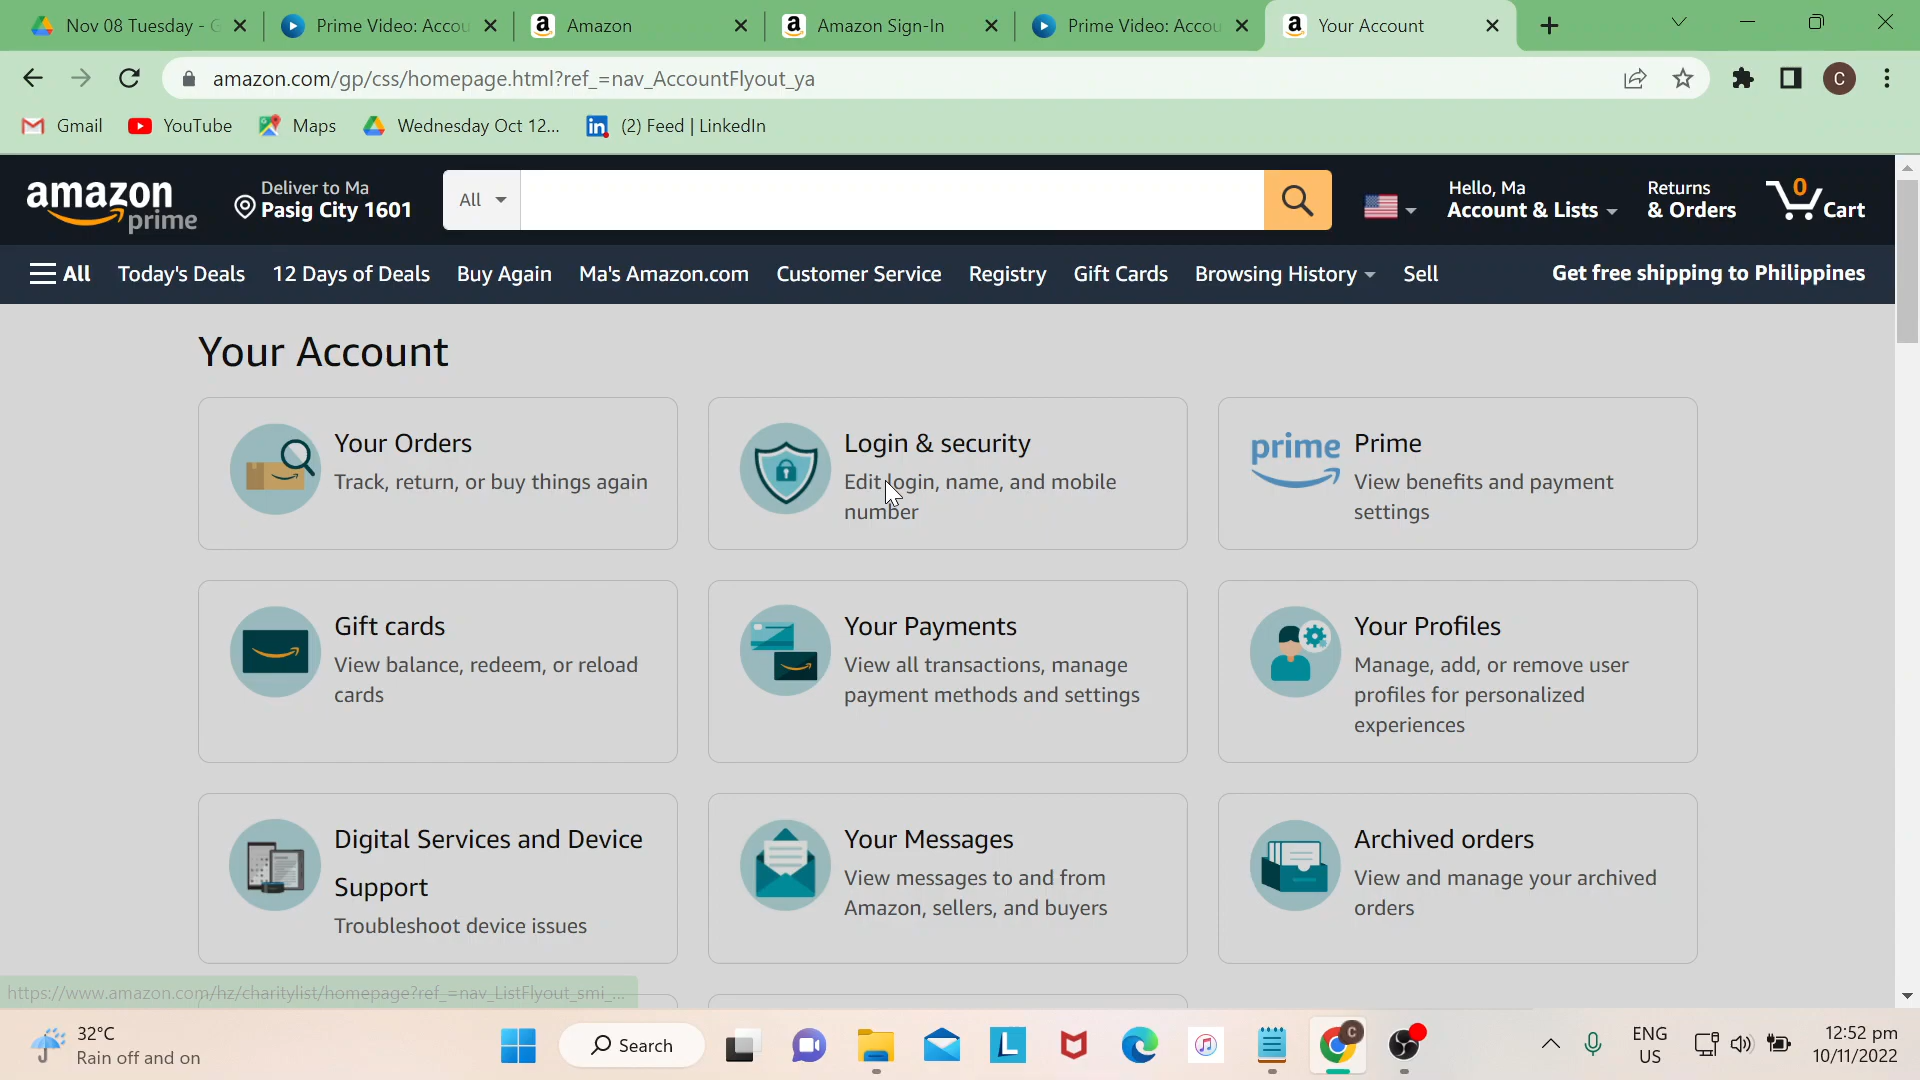 Nov 08 Tuesday - G
Prime Video: Accou
Amazon
Amazon Sign-In
Prime Video: Accou
Your Account
amazon.com/gp/css/homepage.html?ref_=nav_AccountFlyout_ya
C
Gmail
YouTube
Maps
Wednesday Oct 12...
(2) Feed | LinkedIn
amazon prime
Deliver to Ma
Pasig City 1601
All
Hello, Ma
Account & Lists
Returns
& Orders
0
Cart
All
Today's Deals
12 Days of Deals
Buy Again
Ma's Amazon.com
Customer Service
Registry
Gift Cards
Browsing History
Sell
Get free shipping to Philippines
Your Account
Your Orders
Track, return, or buy things again
Login & security
Edit login, name, and mobile
number
prime
Prime
View benefits and payment
settings
Gift cards
View balance, redeem, or reload
cards
Your Payments
View all transactions, manage
payment methods and settings
Your Profiles
Manage, add, or remove user
profiles for personalized
experiences
Digital Services and Device
Support
Troubleshoot device issues
Your Messages
View messages to and from
Amazon, sellers, and buyers
Archived orders
View and manage your archived
orders
https://www.amazon.com/hz/charitylist/homepage?ref_=nav_ListFlyout_smi_...
32°C
Rain off and on
Search
L
C
ENG
US
12:52 pm
10/11/2022